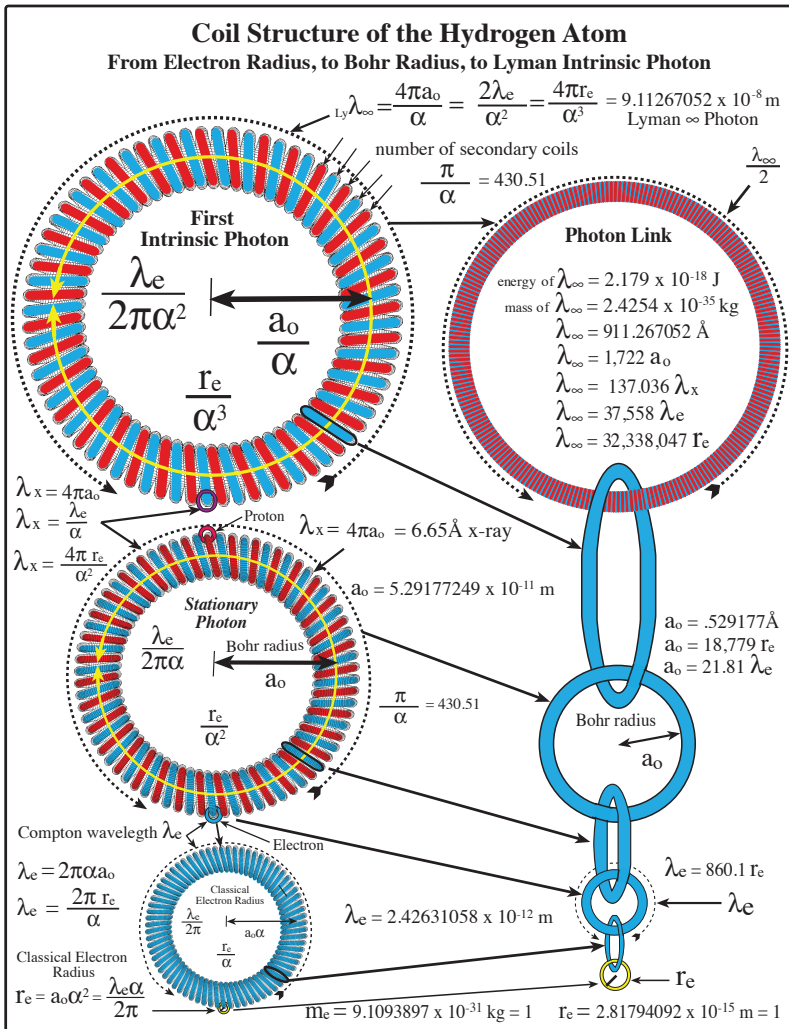 Coil Structure of the Hydrogen Atom
From Electron Radius, to Bohr Radius, to Lyman Intrinsic Photon
Ly λ∞ = 4πao/α = 2λe/α² = 4πre/α³ = 9.11267052 x 10⁻⁸ m
Lyman ∞ Photon
number of secondary coils
π/α = 430.51
λ∞/2
First
Intrinsic Photon
λe/2πα²
ao/α
re/α³
Photon Link
energy of λ∞ = 2.179 x 10⁻¹⁸ J
mass of λ∞ = 2.4254 x 10⁻³⁵ kg
λ∞ = 911.267052 Å
λ∞ = 1,722 ao
λ∞ = 137.036 λx
λ∞ = 37,558 λe
λ∞ = 32,338,047 re
λx = 4πao
λx = λe/α
λx = 4π re/α²
Proton
λx = 4πao = 6.65Å x-ray
ao = 5.29177249 x 10⁻¹¹ m
Stationary
Photon
λe/2πα
Bohr radius
ao
re/α²
π/α = 430.51
ao = .529177Å
ao = 18,779 re
ao = 21.81 λe
Bohr radius
ao
Compton wavelegth λe
Electron
λe = 2παao
λe = 2π re/α
Classical
Electron Radius
λe/2π
aoα
re/α
λe = 860.1 re
λe
λe = 2.42631058 x 10⁻¹² m
Classical Electron
Radius
re = aoα² = λeα/2π
re
me = 9.1093897 x 10⁻³¹ kg = 1
re = 2.81794092 x 10⁻¹⁵ m = 1